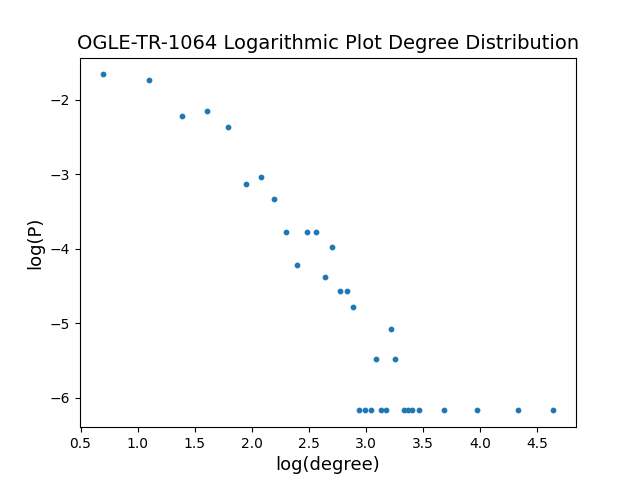 OGLE-TR-1064 Logarithmic Plot Degree Distribution
log(P)
−2
−3
−4
−5
−6
0.5 1.0 1.5 2.0 2.5 3.0 3.5 4.0 4.5
log(degree)